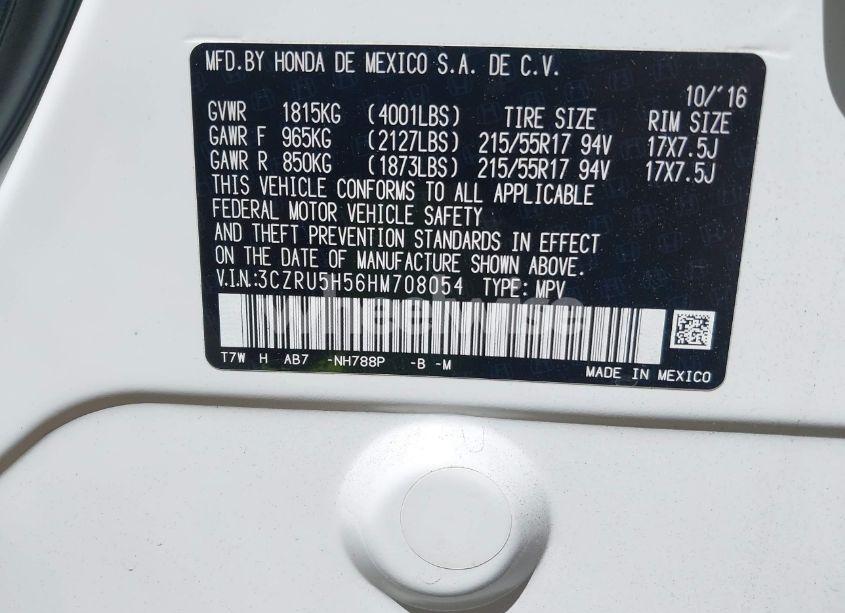 MFD.BY HONDA DE MEXICO S.A. DE C.V.
10/'16
GVWR 1815KG (4001LBS) TIRE SIZE RIM SIZE
GAWR F 965KG (2127LBS) 215/55R17 94V 17X7.5J
GAWR R 850KG (1873LBS) 215/55R17 94V 17X7.5J
THIS VEHICLE CONFORMS TO ALL APPLICABLE
FEDERAL MOTOR VEHICLE SAFETY
AND THEFT PREVENTION STANDARDS IN EFFECT
ON THE DATE OF MANUFACTURE SHOWN ABOVE.
V.I.N.:3CZRU5H56HM708054 TYPE: MPV
wheelwise
T7W H AB7 -NH788P -B -M
MADE IN MEXICO